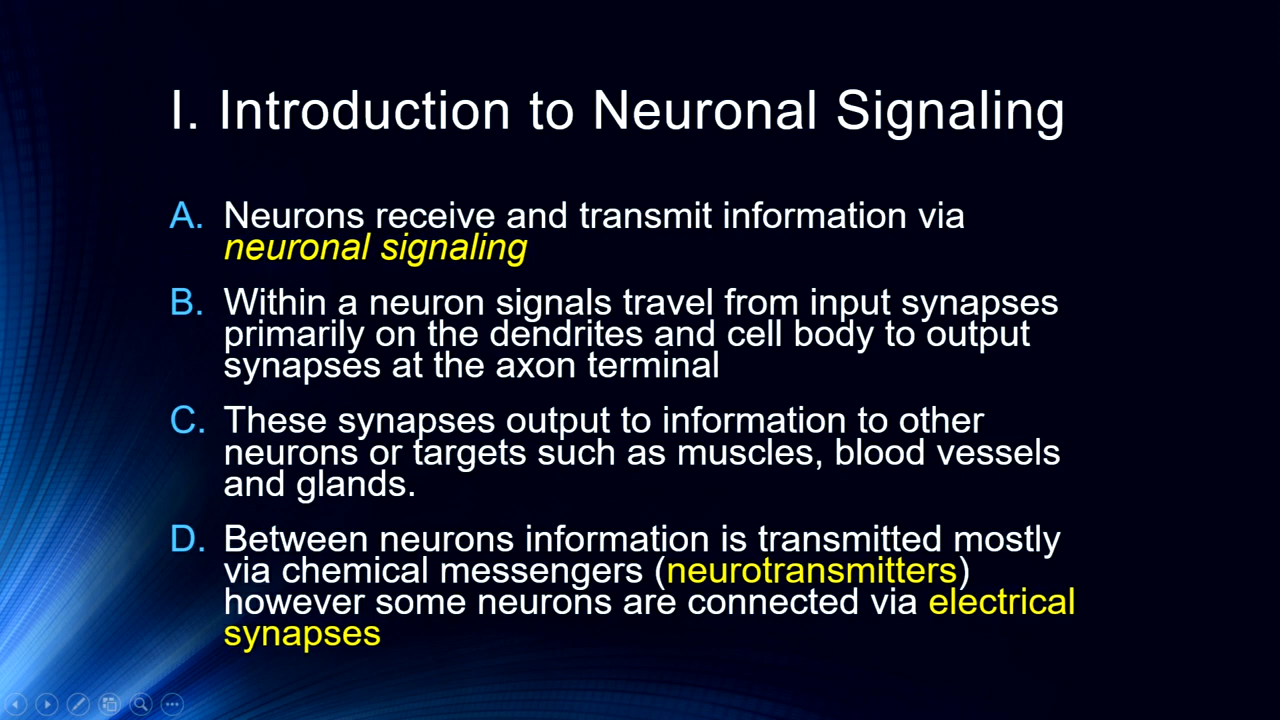 I. Introduction to Neuronal Signaling
A. Neurons receive and transmit information via
neuronal signaling
B. Within a neuron signals travel from input synapses
primarily on the dendrites and cell body to output
synapses at the axon terminal
C. These synapses output to information to other
neurons or targets such as muscles, blood vessels
and glands.
D. Between neurons information is transmitted mostly
via chemical messengers (neurotransmitters)
however some neurons are connected via electrical
synapses